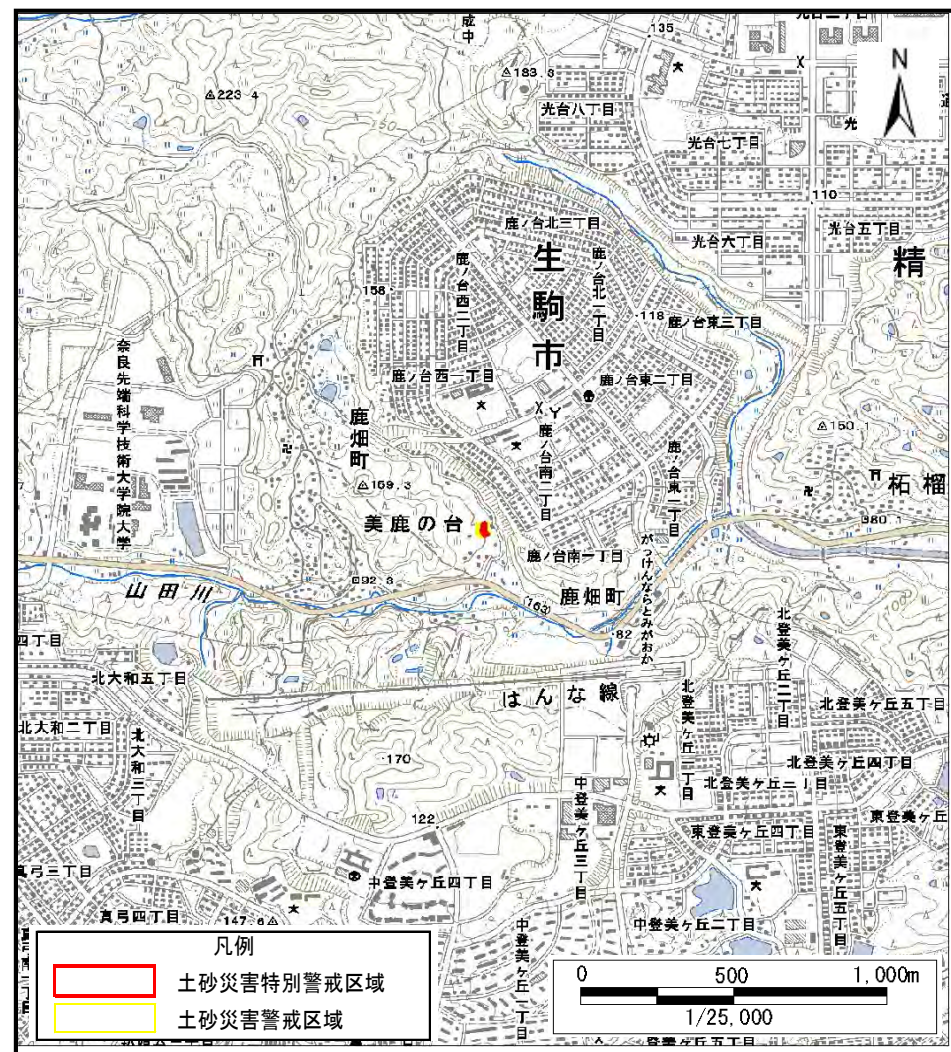 成中
135
N
△183.3
△223.4
光台八丁目
光台七丁目
110
光台六丁目
光台五丁目
精
鹿ノ台北三丁目
鹿ノ台北二丁目
鹿ノ台西二丁目
生駒市
158
118
鹿ノ台東三丁目
鹿ノ台西一丁目
鹿ノ台東二丁目
奈良先端科学技術大学院大学
鹿畑町
鹿ノ台南二丁目
鹿ノ台東一丁目
150.1
柘榴
159.3
80.1
美鹿の台
鹿ノ台南一丁目
がっけんならとみがおか
山田川
92.3
鹿畑町
(163)
82
四丁目
北大和五丁目
はんな線
北登美ヶ丘二丁目
北大和二丁目
北大和三丁目
北登美ヶ丘五丁目
170
北登美ヶ丘四丁目
北登美ヶ丘三丁目
122
中登美ヶ丘三丁目
東登美ヶ丘四丁目
東登美ヶ丘五丁目
真弓三丁目
中登美ヶ丘四丁目
真弓四丁目
147.6
中登美ヶ丘二丁目
中登美ヶ丘一丁目
凡例
土砂災害特別警戒区域
土砂災害警戒区域
0 500 1,000m
1/25,000
登美ヶ丘五丁目